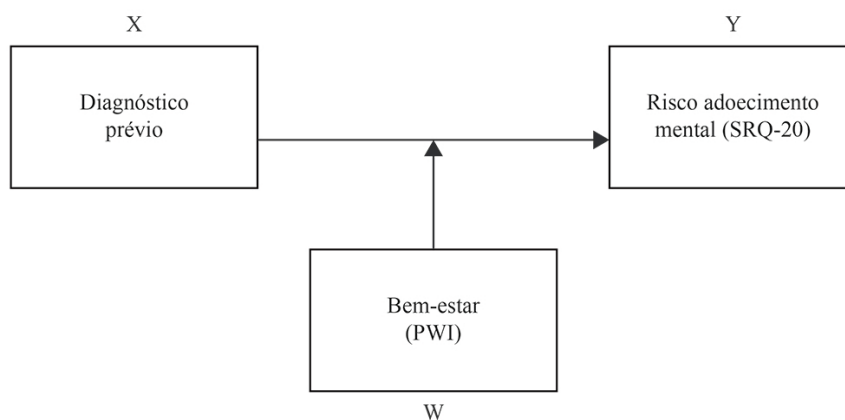 X
Y
Diagnóstico
prévio
Risco adoecimento
mental (SRQ-20)
Bem-estar
(PWI)
W